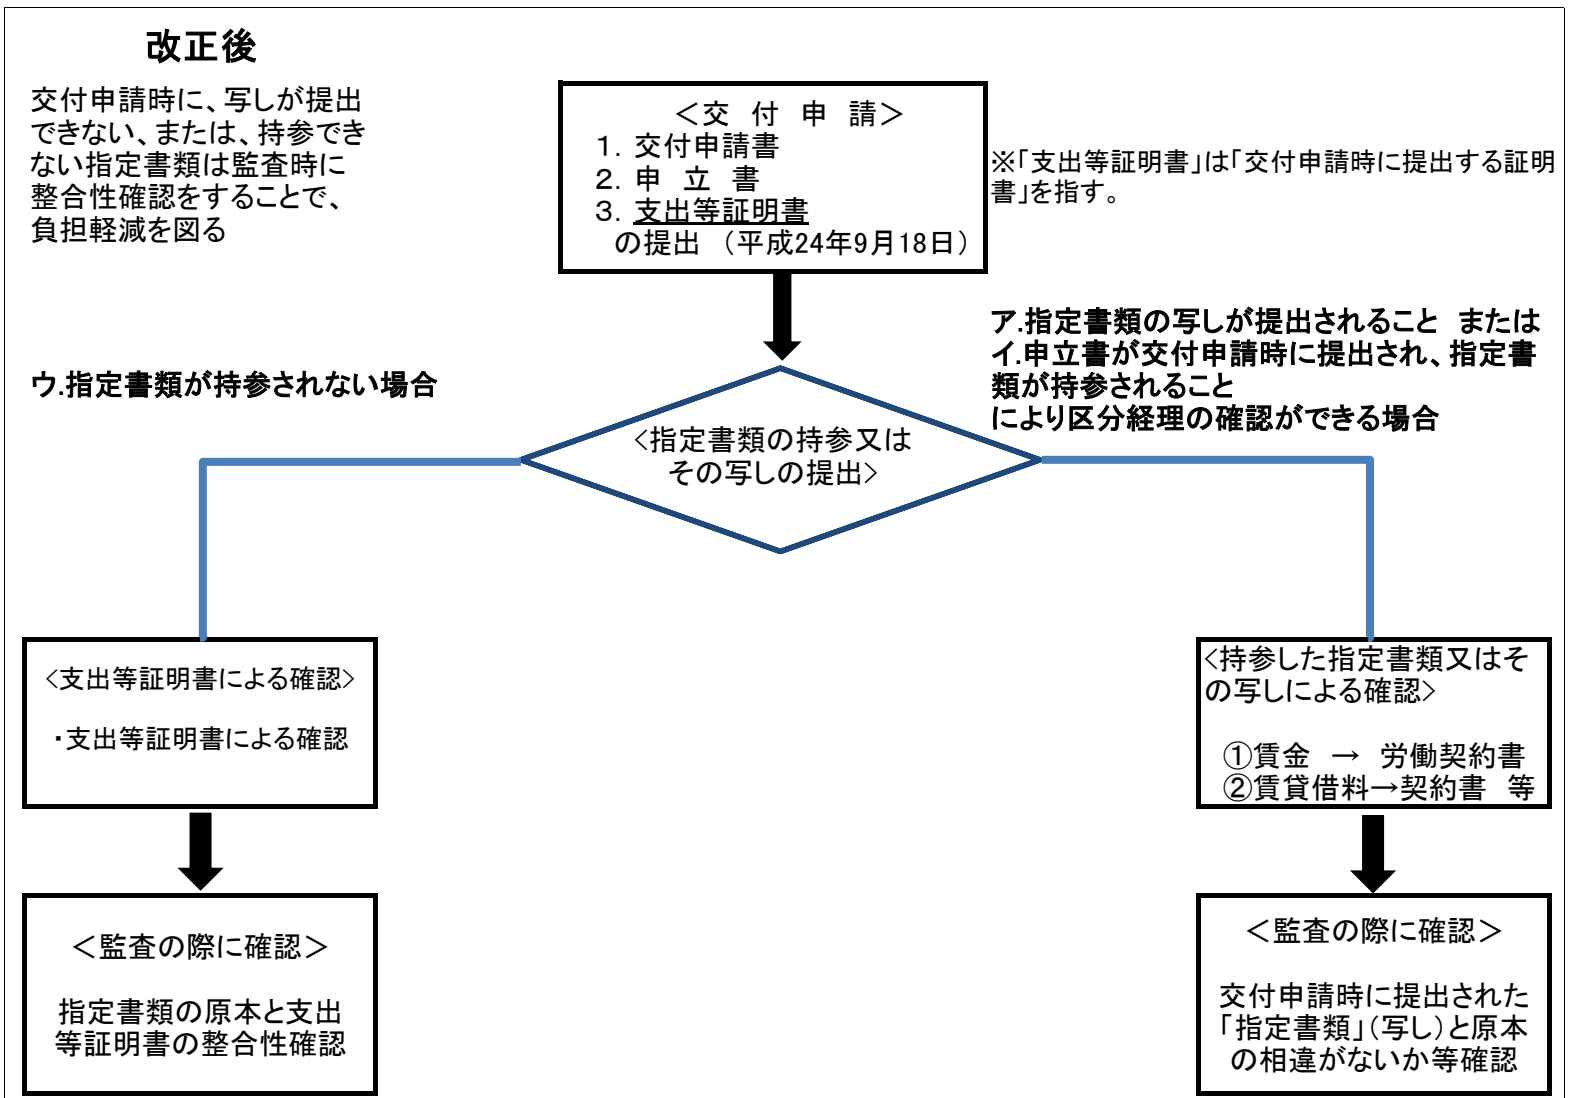 改正後
交付申請時に、写しが提出
できない、または、持参でき
ない指定書類は監査時に
整合性確認をすることで、
負担軽減を図る
＜交　付　申　請＞
１．交付申請書
２．申　立　書
３．支出等証明書
の提出　（平成24年9月18日）
※「支出等証明書」は「交付申請時に提出する証明
書」を指す。
ア.指定書類の写しが提出されること　または
イ.申立書が交付申請時に提出され、指定書
類が持参されること
により区分経理の確認ができる場合
ウ.指定書類が持参されない場合
<指定書類の持参又は
その写しの提出>
<支出等証明書による確認>
・支出等証明書による確認
<持参した指定書類又はそ
の写しによる確認>
①賃金　→　労働契約書
②賃貸借料→契約書　等
＜監査の際に確認＞
指定書類の原本と支出
等証明書の整合性確認
＜監査の際に確認＞
交付申請時に提出された
「指定書類」（写し）と原本
の相違がないか等確認